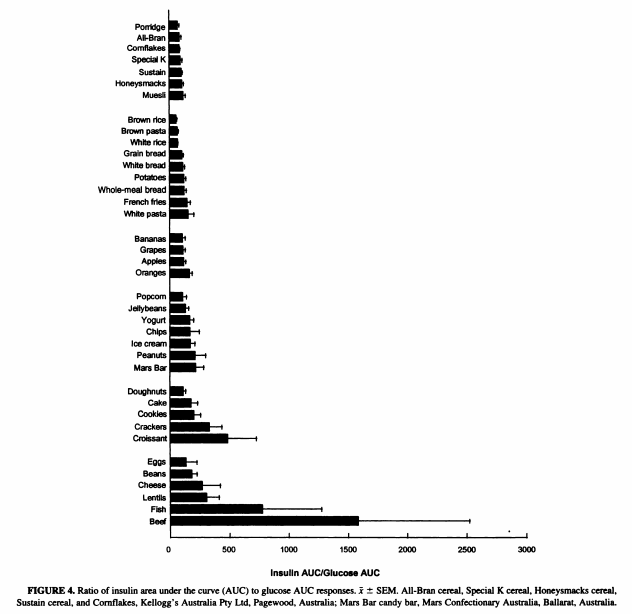 Porridge
All-Bran
Cornflakes
Special K
Sustain
Honeysmacks
Muesli
Brown rice
Brown pasta
White rice
Grain bread
White bread
Potatoes
Whole-meal bread
French fries
White pasta
Bananas
Grapes
Apples
Oranges
Popcorn
Jellybeans
Yogurt
Chips
Ice cream
Peanuts
Mars Bar
Doughnuts
Cake
Cookies
Crackers
Croissant
Eggs
Beans
Cheese
Lentils
Fish
Beef
0 500 1000 1500 2000 2500 3000
Insulin AUC/Glucose AUC
FIGURE 4. Ratio of insulin area under the curve (AUC) to glucose AUC responses. x̄ ± SEM. All-Bran cereal, Special K cereal, Honeysmacks cereal,
Sustain cereal, and Cornflakes, Kellogg's Australia Pty Ltd, Pagewood, Australia; Mars Bar candy bar, Mars Confectionary Australia, Ballarat, Australia.